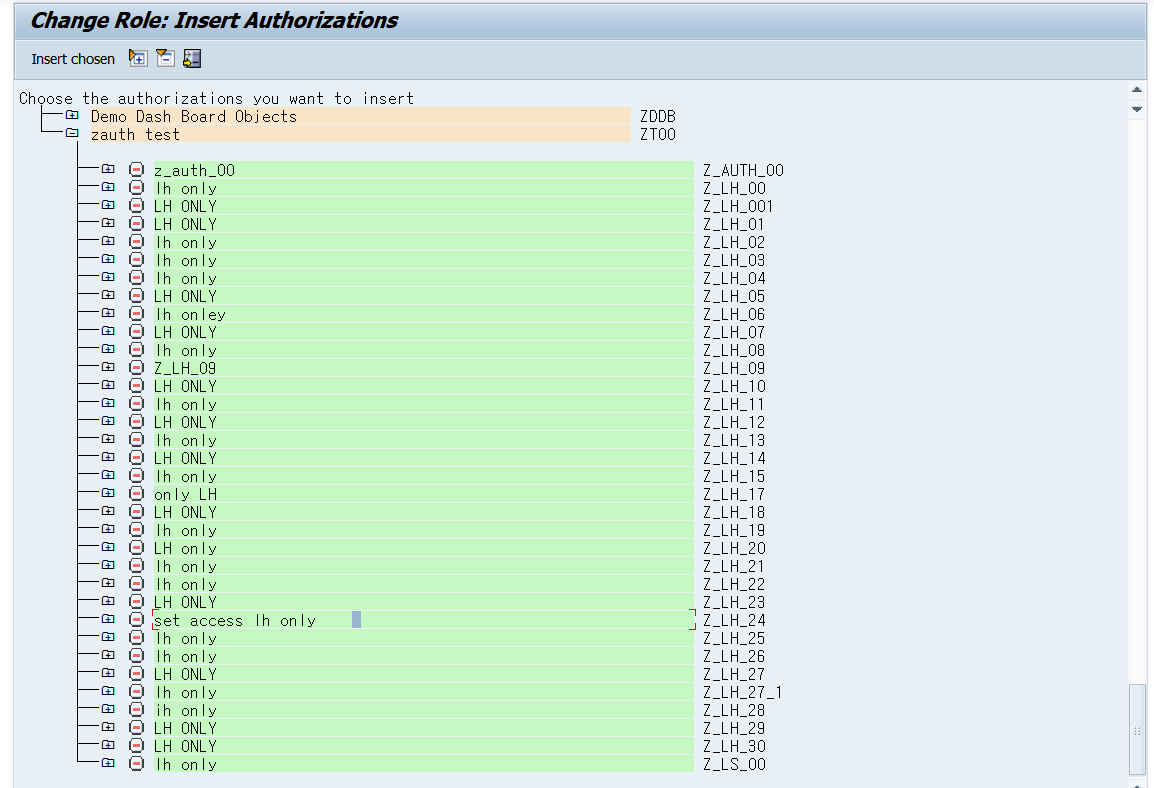 Change Role: Insert Authorizations
Insert chosen
Choose the authorizations you want to insert
Demo Dash Board Objects ZDDB
zauth test ZT00
z_auth_00 Z_AUTH_00
lh only Z_LH_00
LH ONLY Z_LH_001
LH ONLY Z_LH_01
lh only Z_LH_02
lh only Z_LH_03
lh only Z_LH_04
LH ONLY Z_LH_05
lh onley Z_LH_06
LH ONLY Z_LH_07
lh only Z_LH_08
Z_LH_09 Z_LH_09
LH ONLY Z_LH_10
lh only Z_LH_11
LH ONLY Z_LH_12
lh only Z_LH_13
LH ONLY Z_LH_14
lh only Z_LH_15
only LH Z_LH_17
LH ONLY Z_LH_18
lh only Z_LH_19
LH only Z_LH_20
lh only Z_LH_21
lh only Z_LH_22
LH ONLY Z_LH_23
set access lh only Z_LH_24
lh only Z_LH_25
lh only Z_LH_26
LH ONLY Z_LH_27
lh only Z_LH_27_1
ih only Z_LH_28
LH ONLY Z_LH_29
LH ONLY Z_LH_30
lh only Z_LS_00